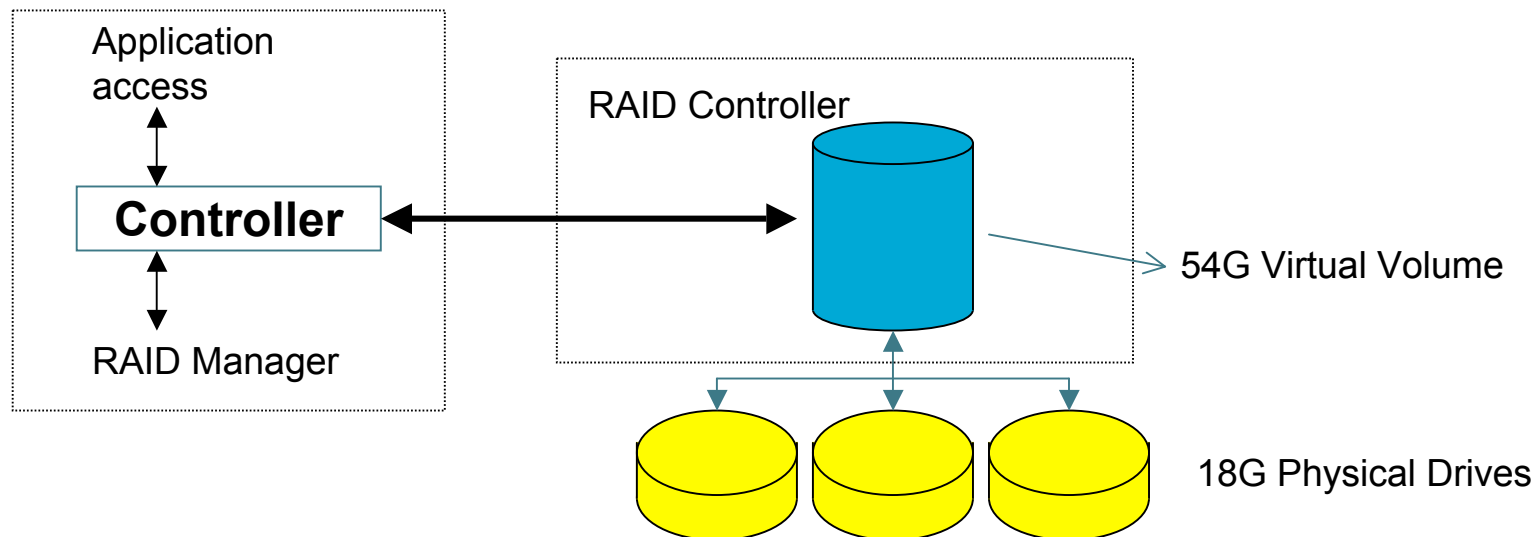 Application
access
Controller
RAID Manager
RAID Controller
54G Virtual Volume
18G Physical Drives